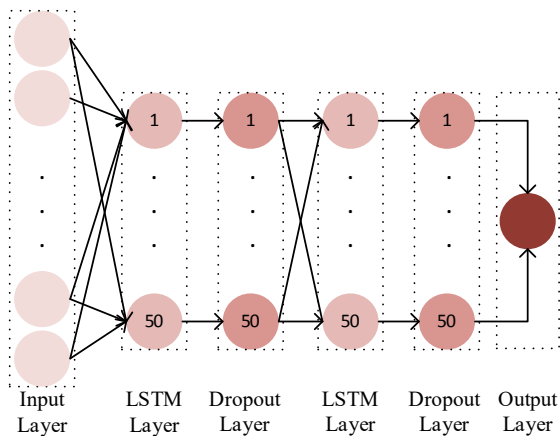 1 1 1 1
50 50 50 50
Input LSTM Dropout LSTM Dropout Output
Layer Layer Layer Layer Layer Layer